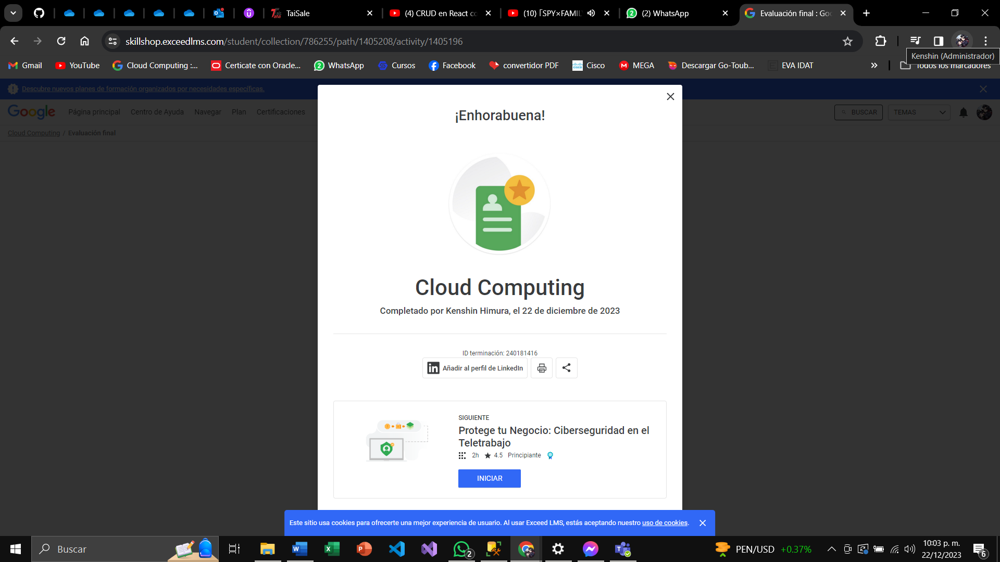 TaiSale
(4) CRUD en React co
(10) 「SPY×FAMIL
(2) WhatsApp
Evaluación final : Goo
skillshop.exceedlms.com/student/collection/786255/path/1405208/activity/1405196
Kenshin (Administrador)
Gmail
YouTube
Cloud Computing :...
Certicate con Oracle...
WhatsApp
Cursos
Facebook
convertidor PDF
Cisco
MEGA
Descargar Go-Toub...
EVA IDAT
Todos los marcadores
Descubre nuevos planes de formación organizados por necesidades específicas.
Google
Página principal
Centro de Ayuda
Navegar
Plan
Certificaciones
BUSCAR
TEMAS
Cloud Computing / Evaluación final
¡Enhorabuena!
Cloud Computing
Completado por Kenshin Himura, el 22 de diciembre de 2023
ID terminación: 240181416
Añadir al perfil de LinkedIn
SIGUIENTE
Protege tu Negocio: Ciberseguridad en el
Teletrabajo
2h
4.5
Principiante
INICIAR
Este sitio usa cookies para ofrecerte una mejor experiencia de usuario. Al usar Exceed LMS, estás aceptando nuestro uso de cookies.
Buscar
2
PEN/USD +0.37%
10:03 p. m.
22/12/2023
6